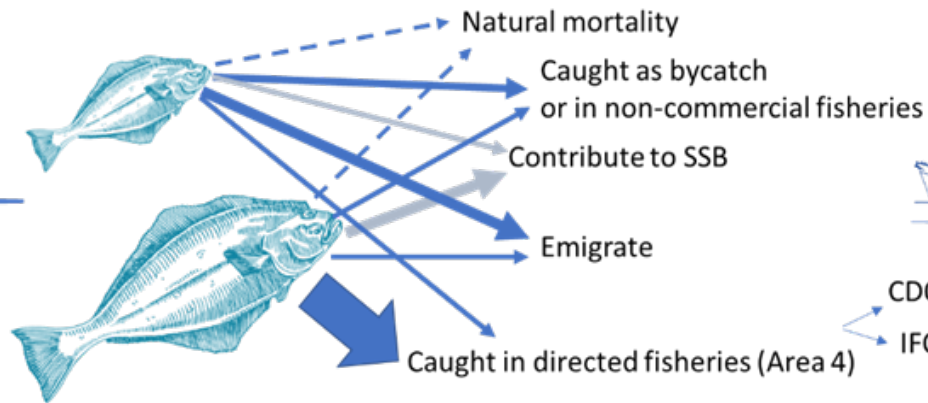 Natural mortality
Caught as bycatch
or in non-commercial fisheries
Contribute to SSB
Emigrate
Caught in directed fisheries (Area 4)